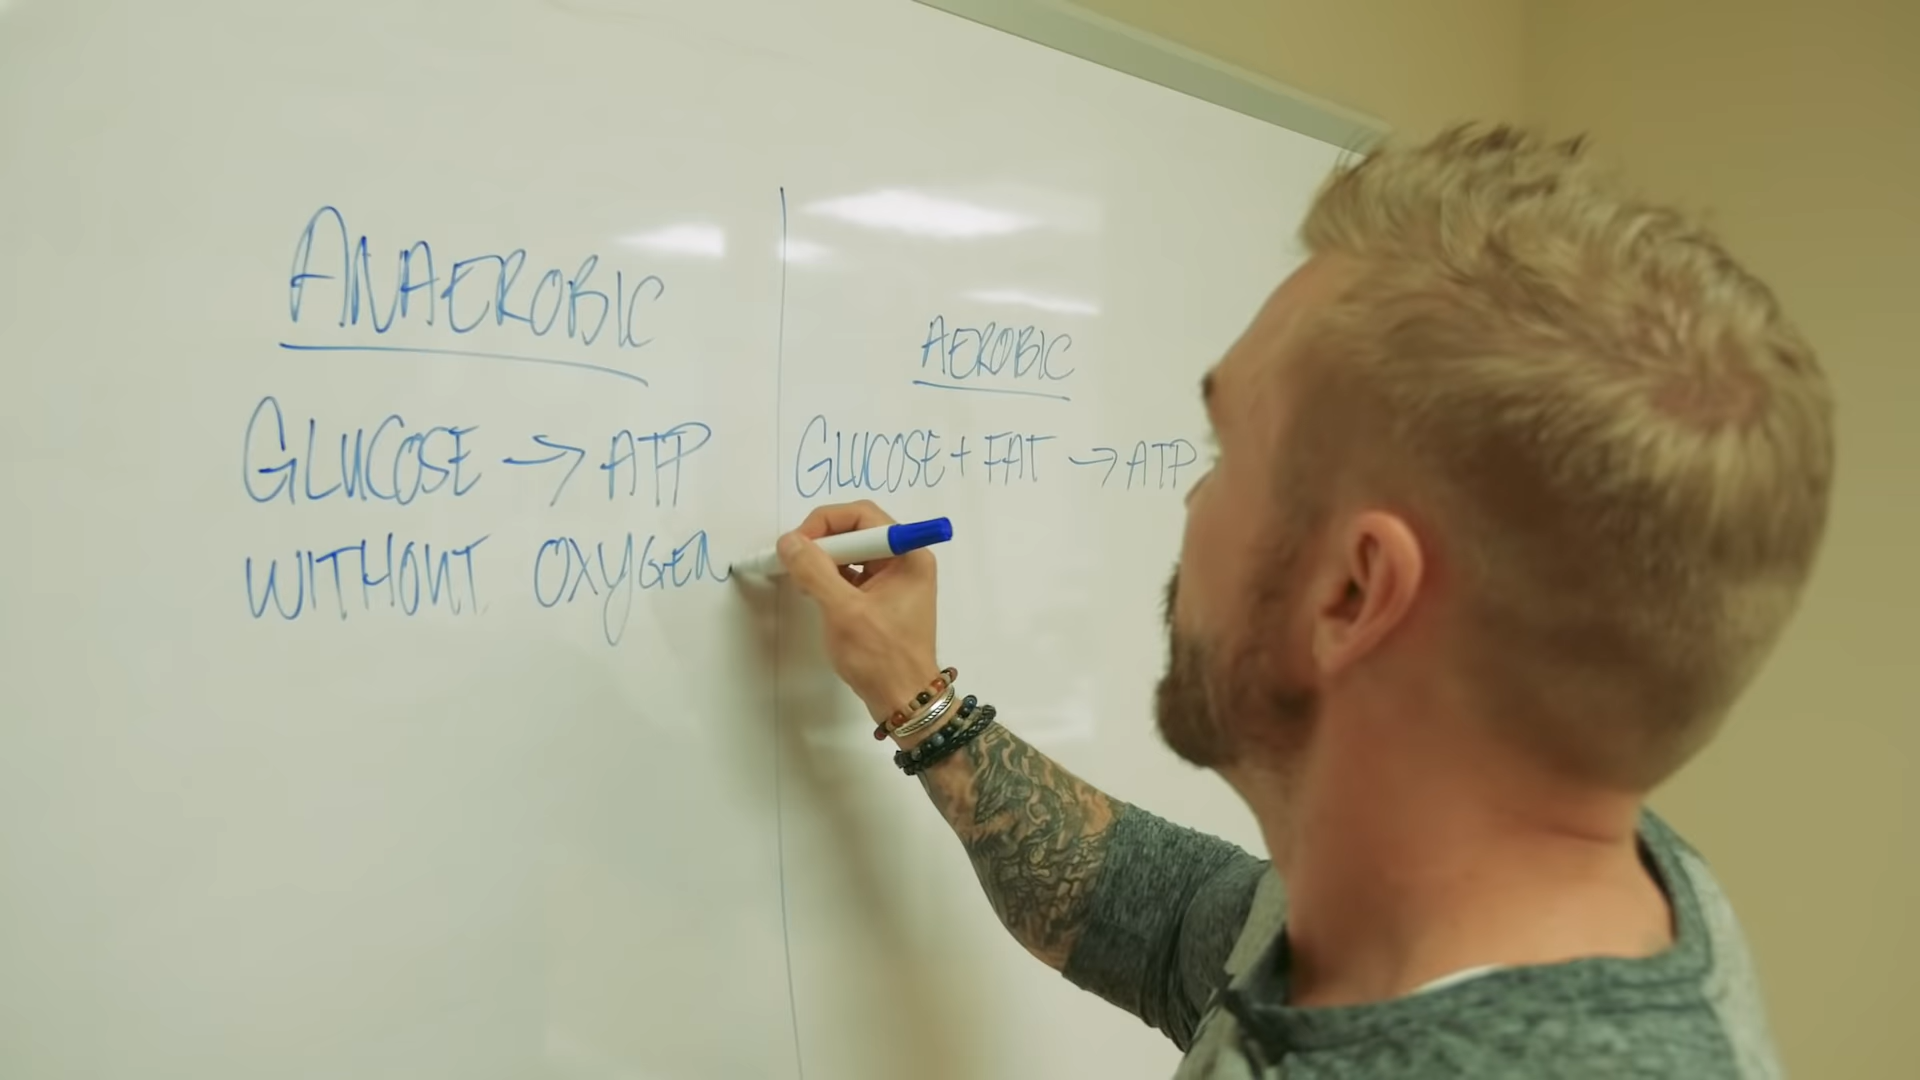 ANAEROBIC
GLUCOSE → ATP
WITHOUT OXYGEN
AEROBIC
GLUCOSE + FAT → ATP